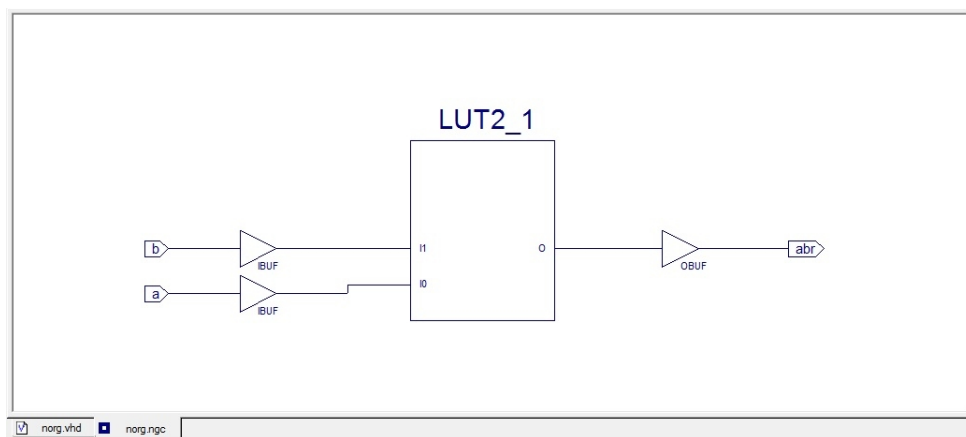 LUT2_1
b
IBUF
I1
O
OBUF
abr
a
IBUF
I0
norg.vhd
norg.ngc